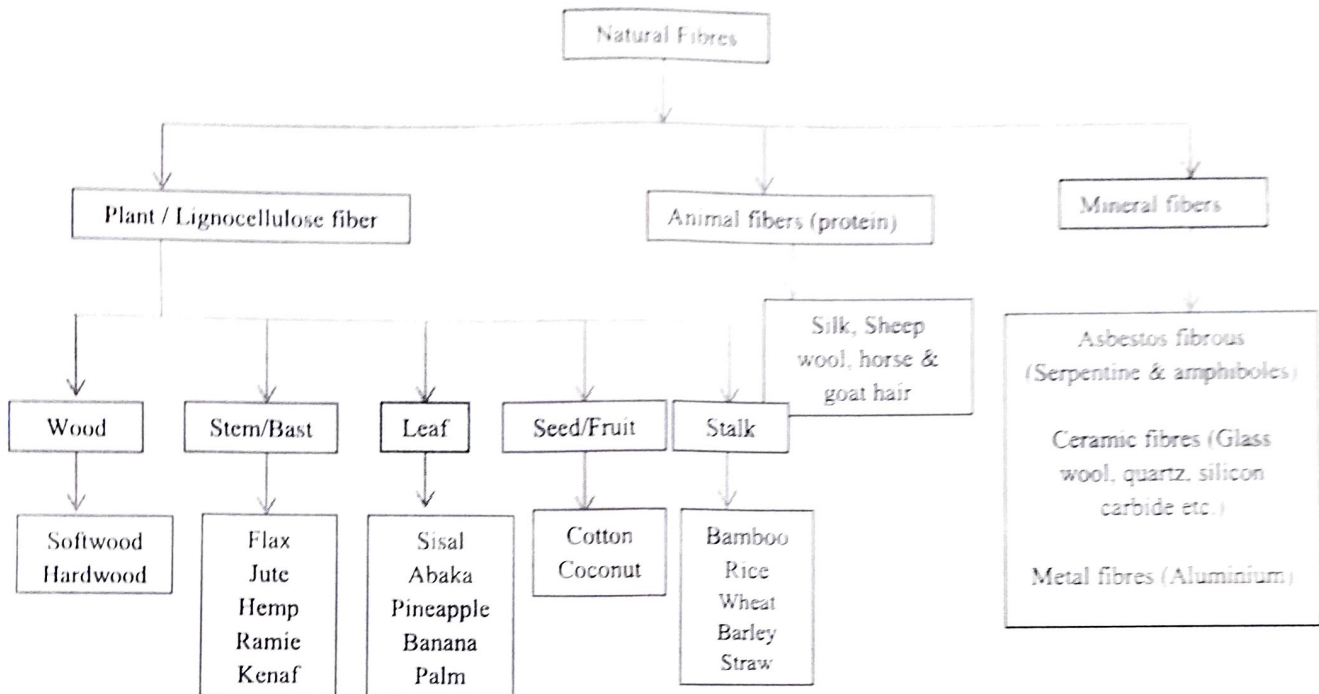 Natural Fibres
Plant / Lignocellulose fiber
Animal fibers (protein)
Mineral fibers
Wood
Stem/Bast
Leaf
Seed/Fruit
Stalk
Silk, Sheep
wool, horse &
goat hair
Asbestos fibrous
(Serpentine & amphiboles)
Ceramic fibres (Glass
wool, quartz, silicon
carbide etc.)
Metal fibres (Aluminium)
Softwood
Hardwood
Flax
Jute
Hemp
Ramie
Kenaf
Sisal
Abaka
Pineapple
Banana
Palm
Cotton
Coconut
Bamboo
Rice
Wheat
Barley
Straw